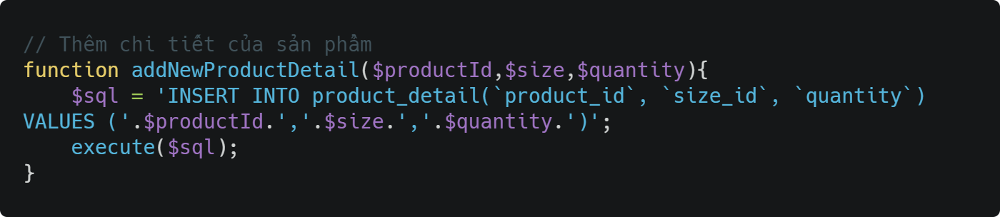 // Thêm chi tiết của sản phẩm
function addNewProductDetail($productId,$size,$quantity){
    $sql = 'INSERT INTO product_detail(`product_id`, `size_id`, `quantity`)
VALUES ('.$productId.','.$size.','.$quantity.')';
    execute($sql);
}